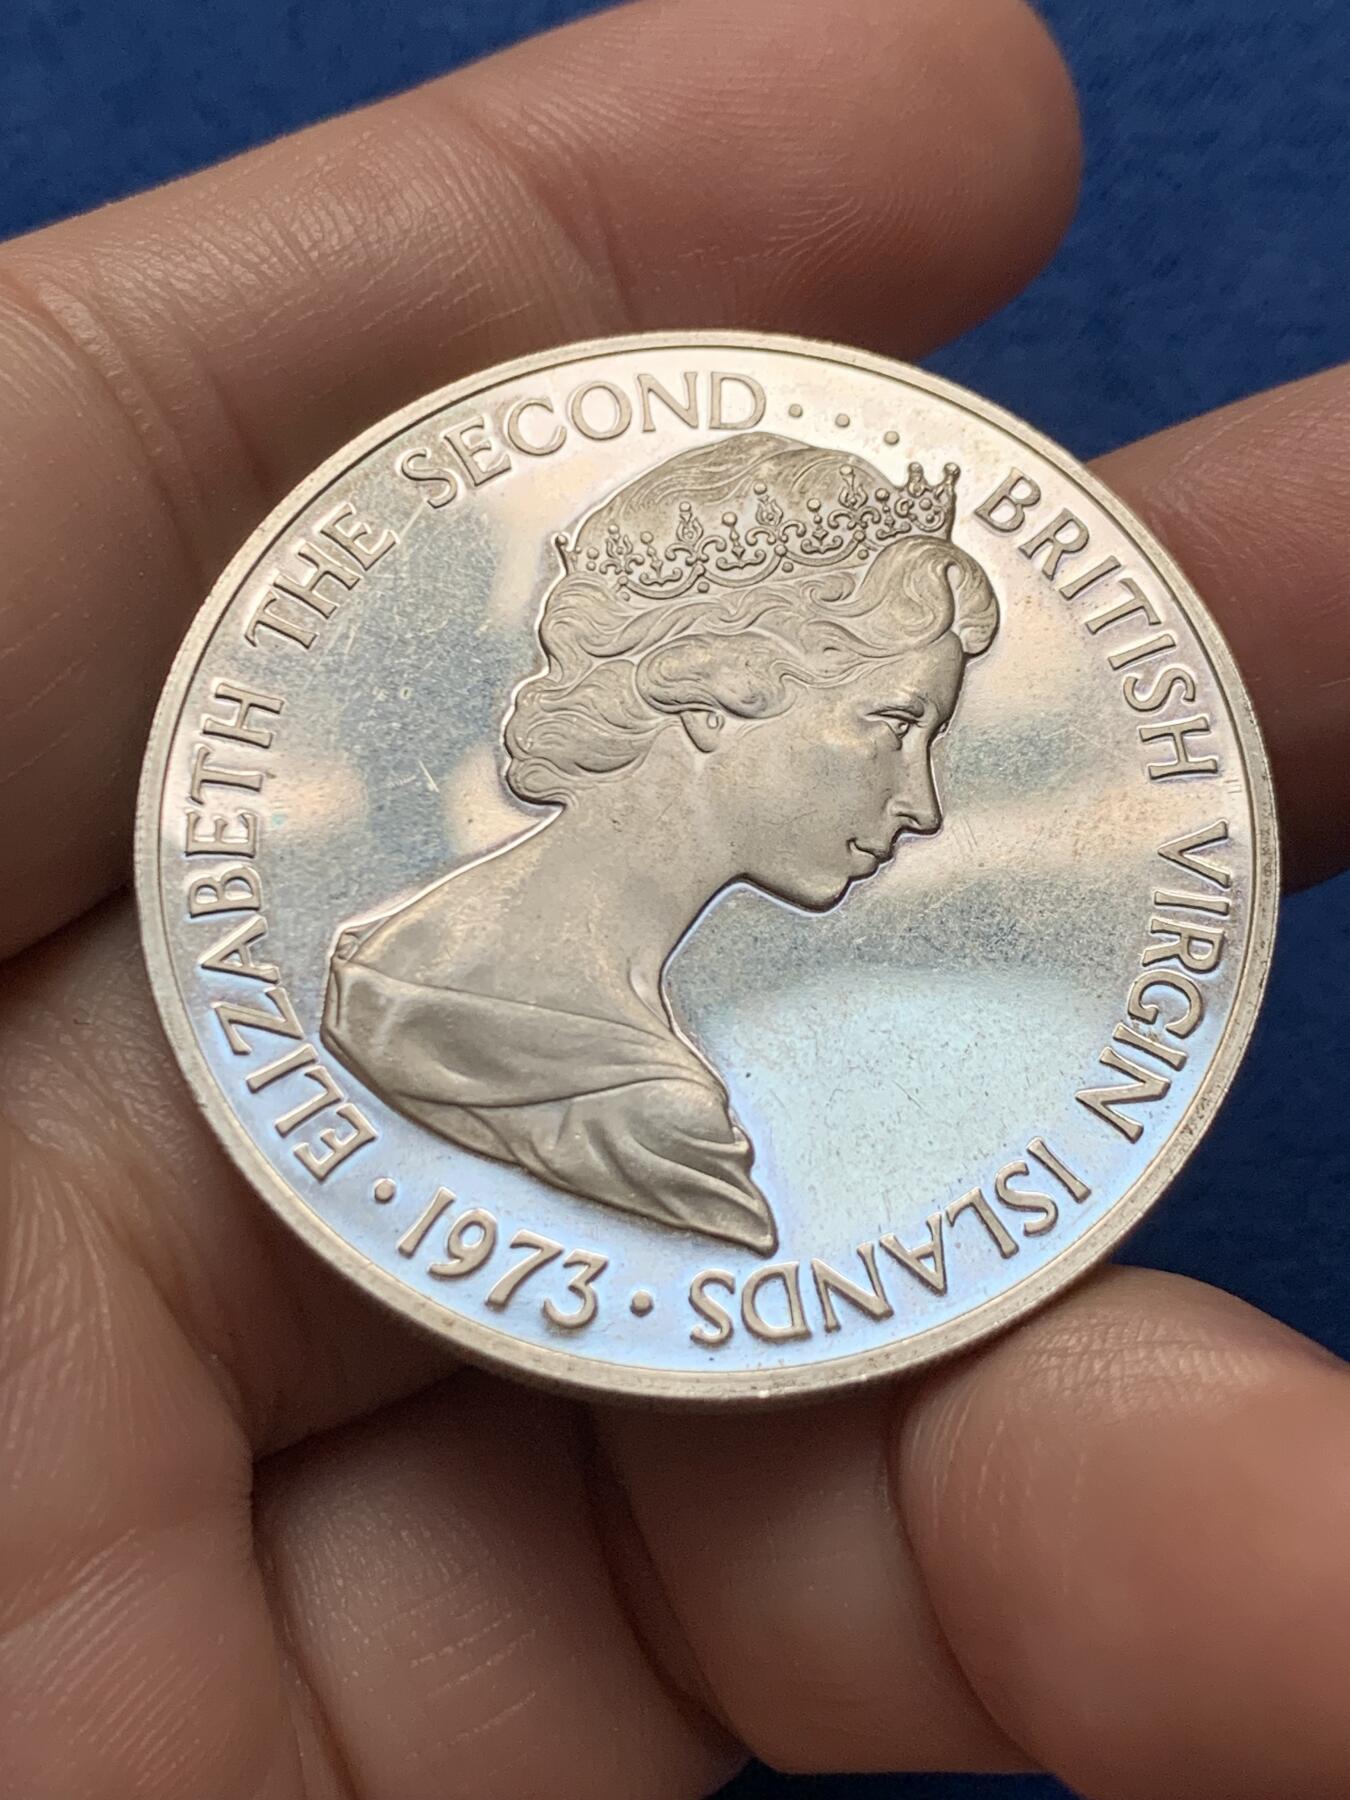 ELIZABETH THE SECOND · · · · BRITISH VIRGIN ISLANDS
· 1973 ·